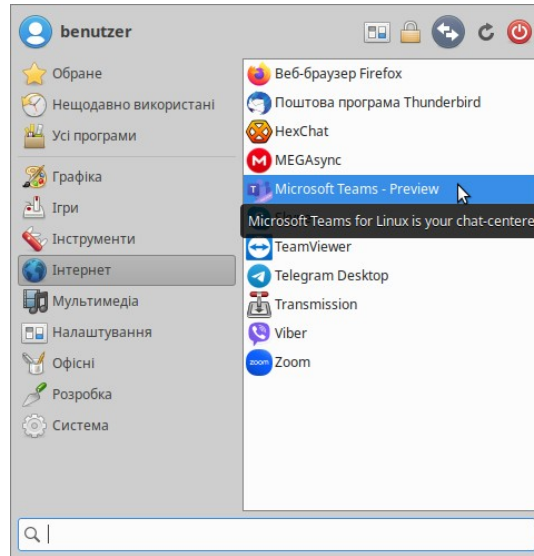 benutzer
Обране
Нещодавно використані
Усі програми
Графіка
Ігри
Інструменти
Інтернет
Мультимедіа
Налаштування
Офісні
Розробка
Система
Веб-браузер Firefox
Поштова програма Thunderbird
HexChat
MEGAsync
Microsoft Teams - Preview
Microsoft Teams for Linux is your chat-centere
TeamViewer
Telegram Desktop
Transmission
Viber
zoom Zoom